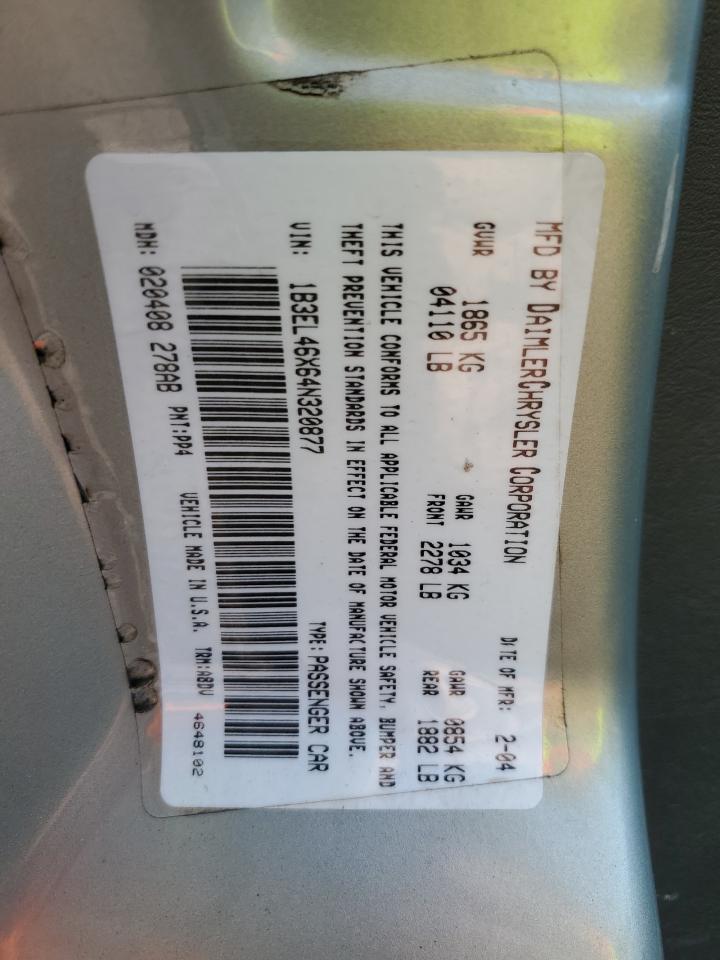 MFD BY DAIMLERCHRYSLER CORPORATION DATE OF MFR: 2-04
GVWR 1865 KG GAWR 1034 KG GAWR 0854 KG
04110 LB FRONT 2278 LB REAR 1882 LB
THIS VEHICLE CONFORMS TO ALL APPLICABLE FEDERAL MOTOR VEHICLE SAFETY, BUMPER AND
THEFT PREVENTION STANDARDS IN EFFECT ON THE DATE OF MANUFACTURE SHOWN ABOVE.
VIN: 1B3EL46X64N320877 TYPE: PASSENGER CAR
MDH: 020408 278AB PNT:PP4 VEHICLE MADE IN U.S.A. TRM:ABDV 4648102